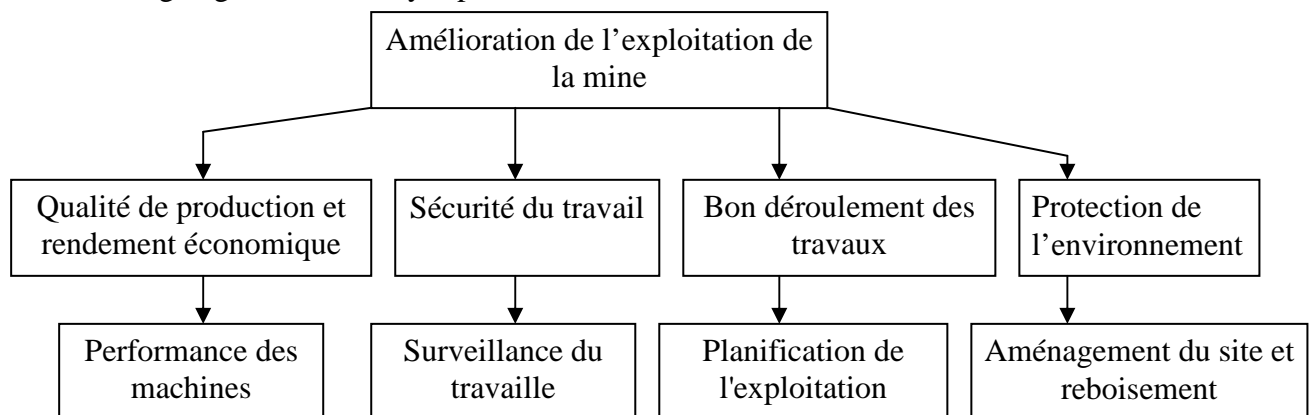 Amélioration de l’exploitation de
la mine
Qualité de production et
rendement économique
Sécurité du travail
Bon déroulement des
travaux
Protection de
l’environnement
Performance des
machines
Surveillance du
travaille
Planification de
l'exploitation
Aménagement du site et
reboisement